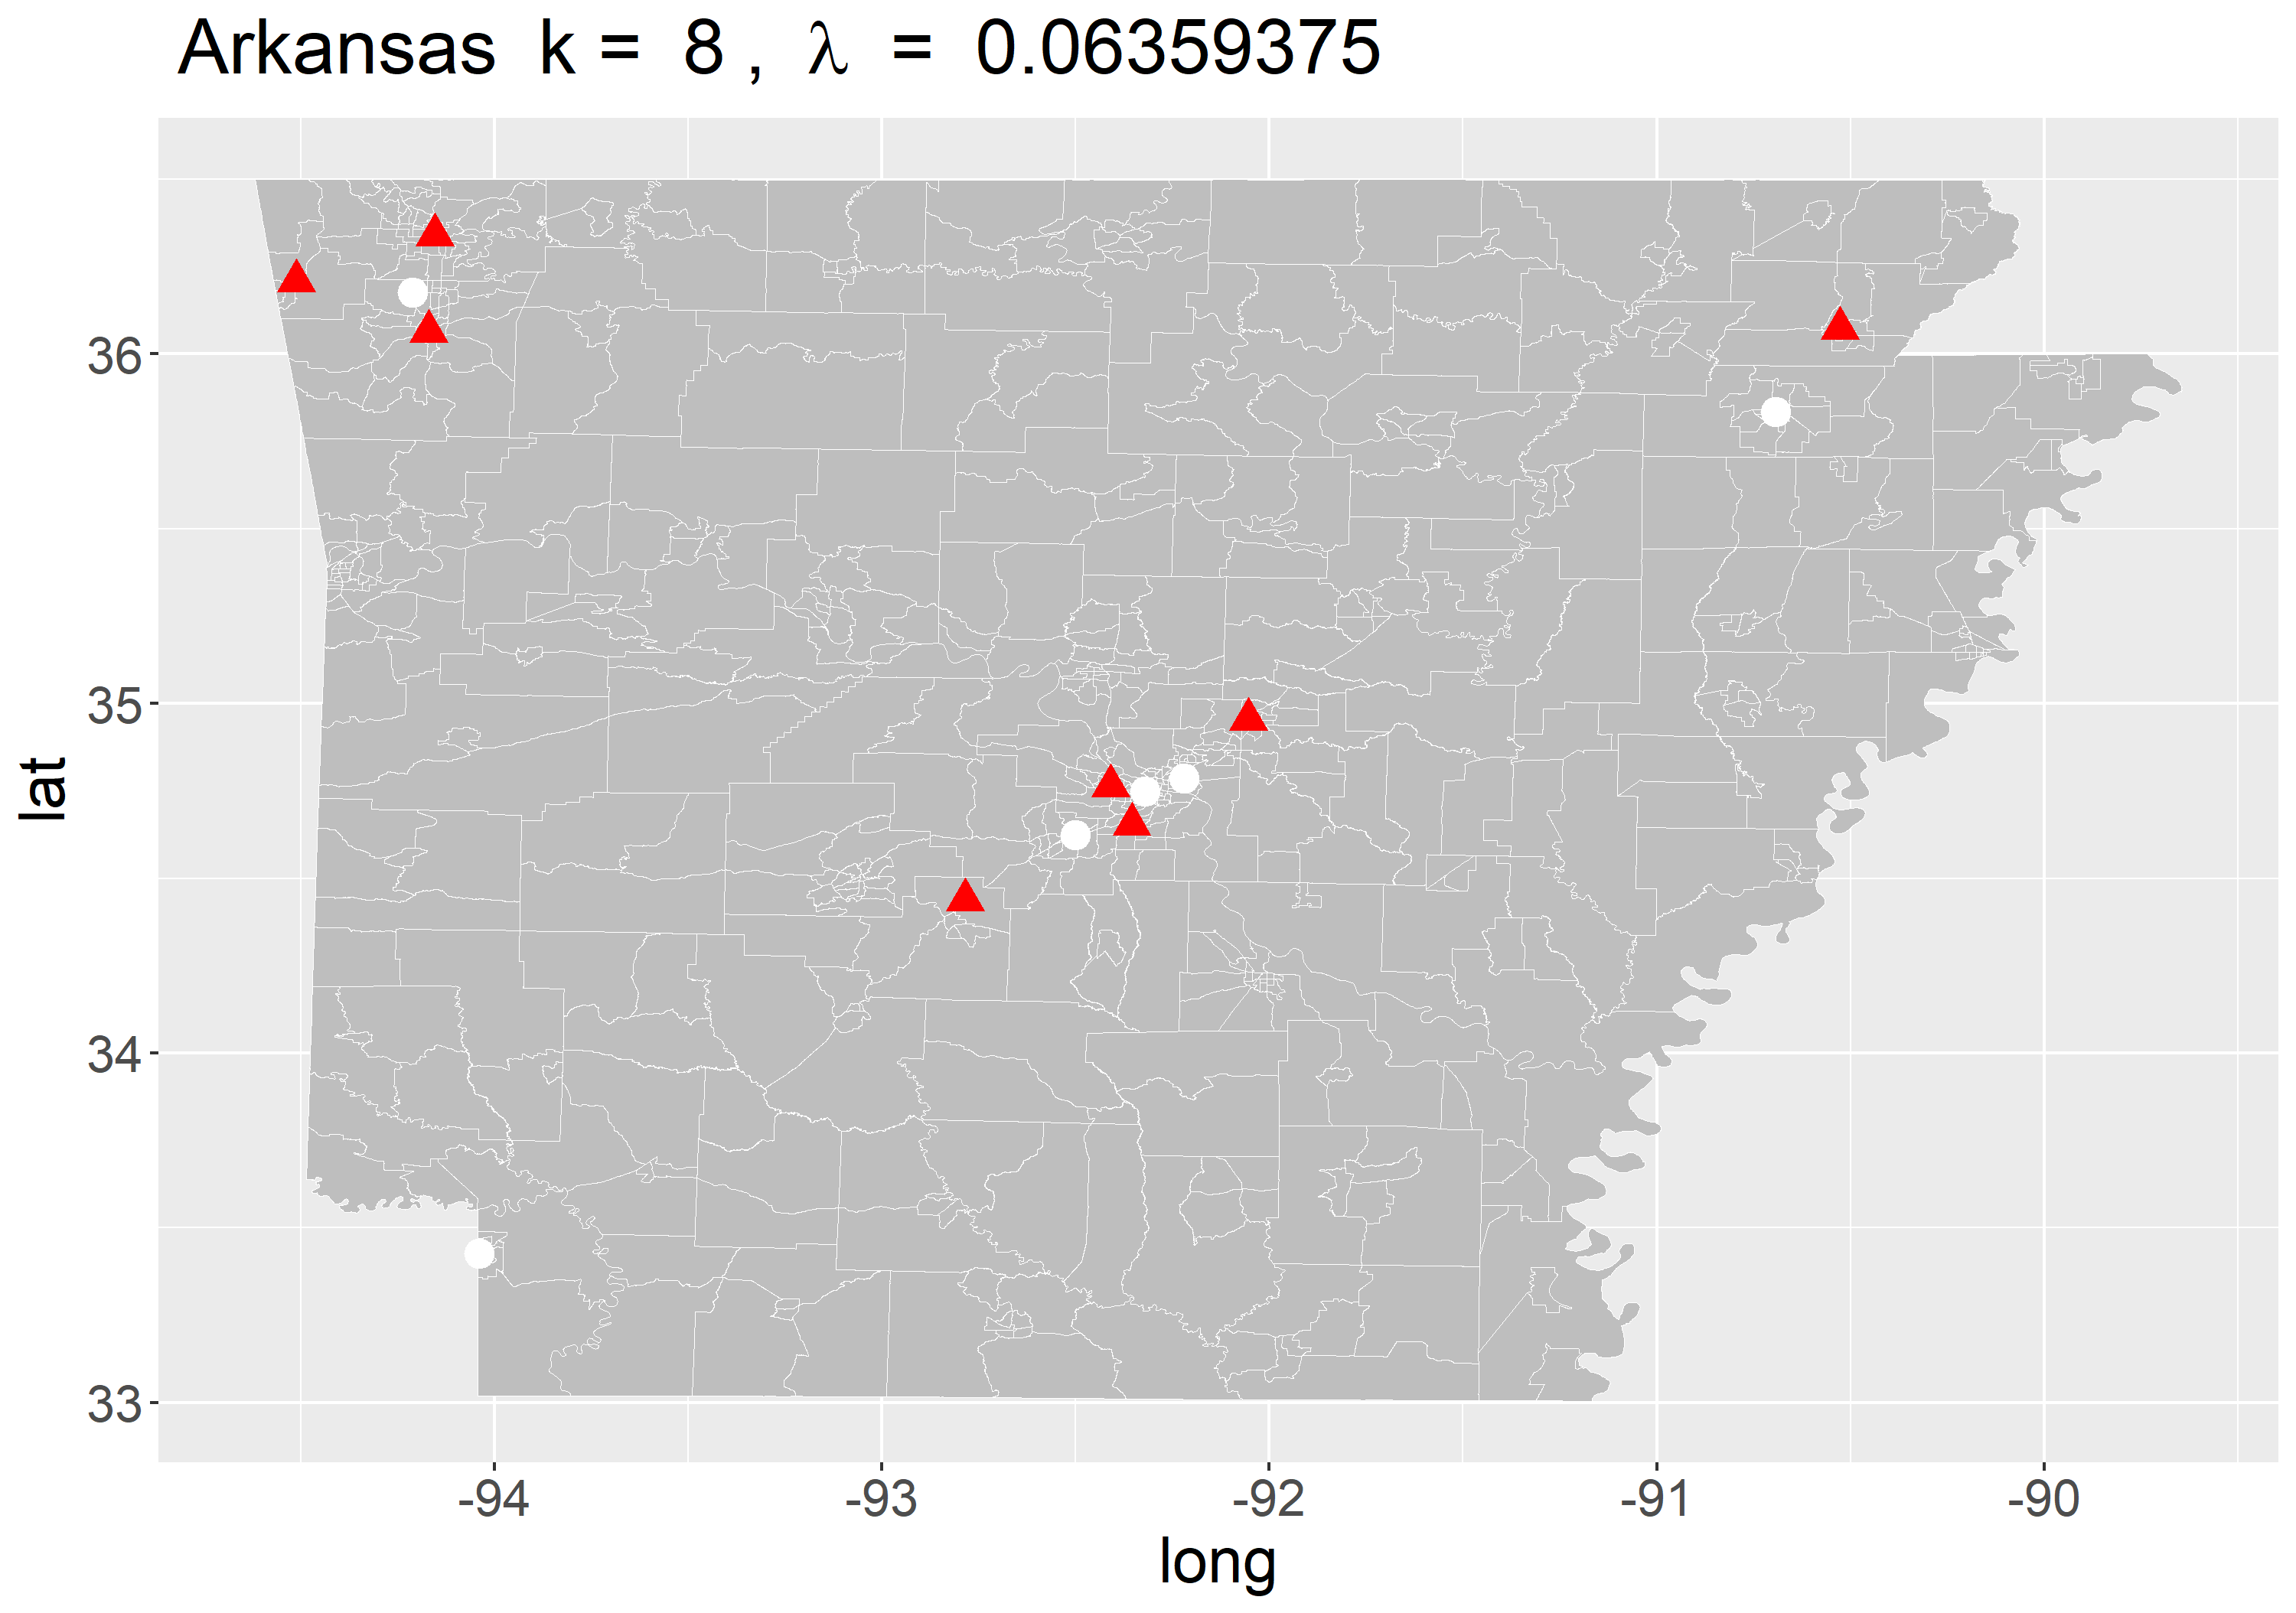 Arkansas k = 8 , λ = 0.06359375
lat
36
35
34
33
-94 -93 -92 -91 -90
long